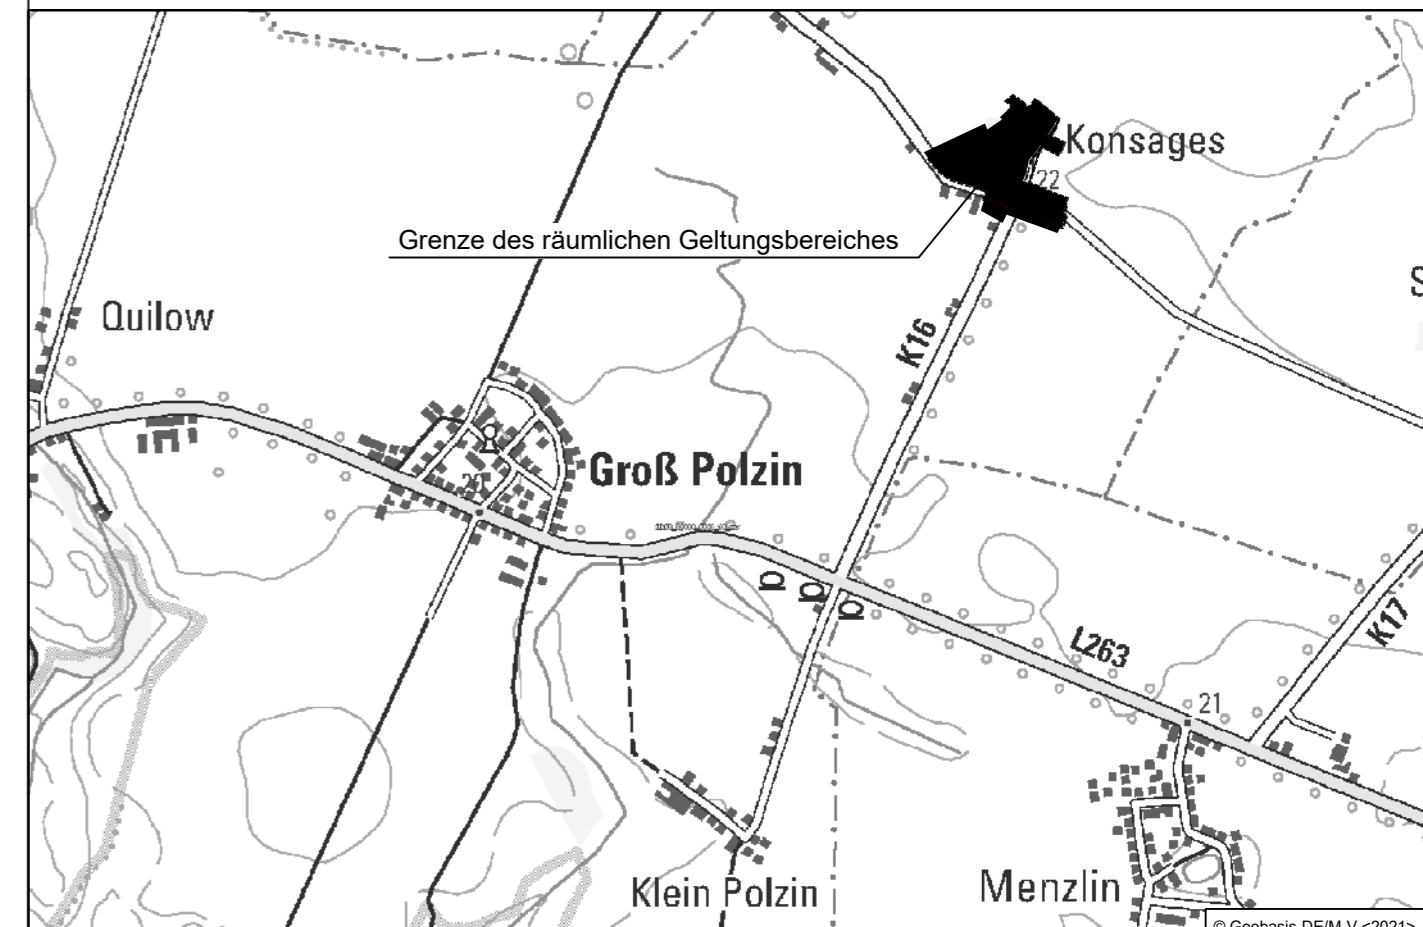 Konsages
22
Grenze des räumlichen Geltungsbereiches
Quilow
K16
Groß Polzin
L263
K17
21
Klein Polzin
Menzlin
© Geobasis-DE/M-V <2021>